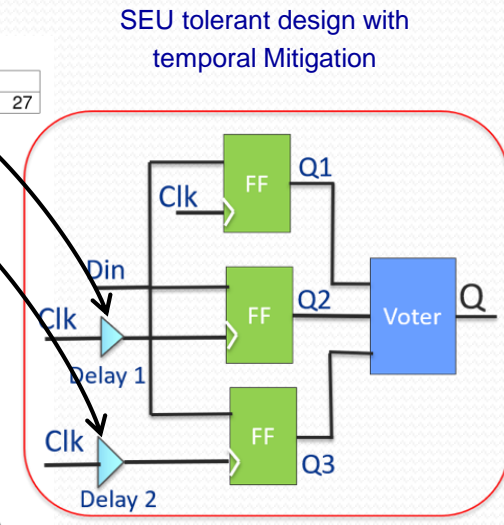 SEU tolerant design with
temporal Mitigation
27
FF
Q1
Clk
Din
FF
Q2
Clk
Delay 1
Voter
Q
FF
Clk
Q3
Delay 2